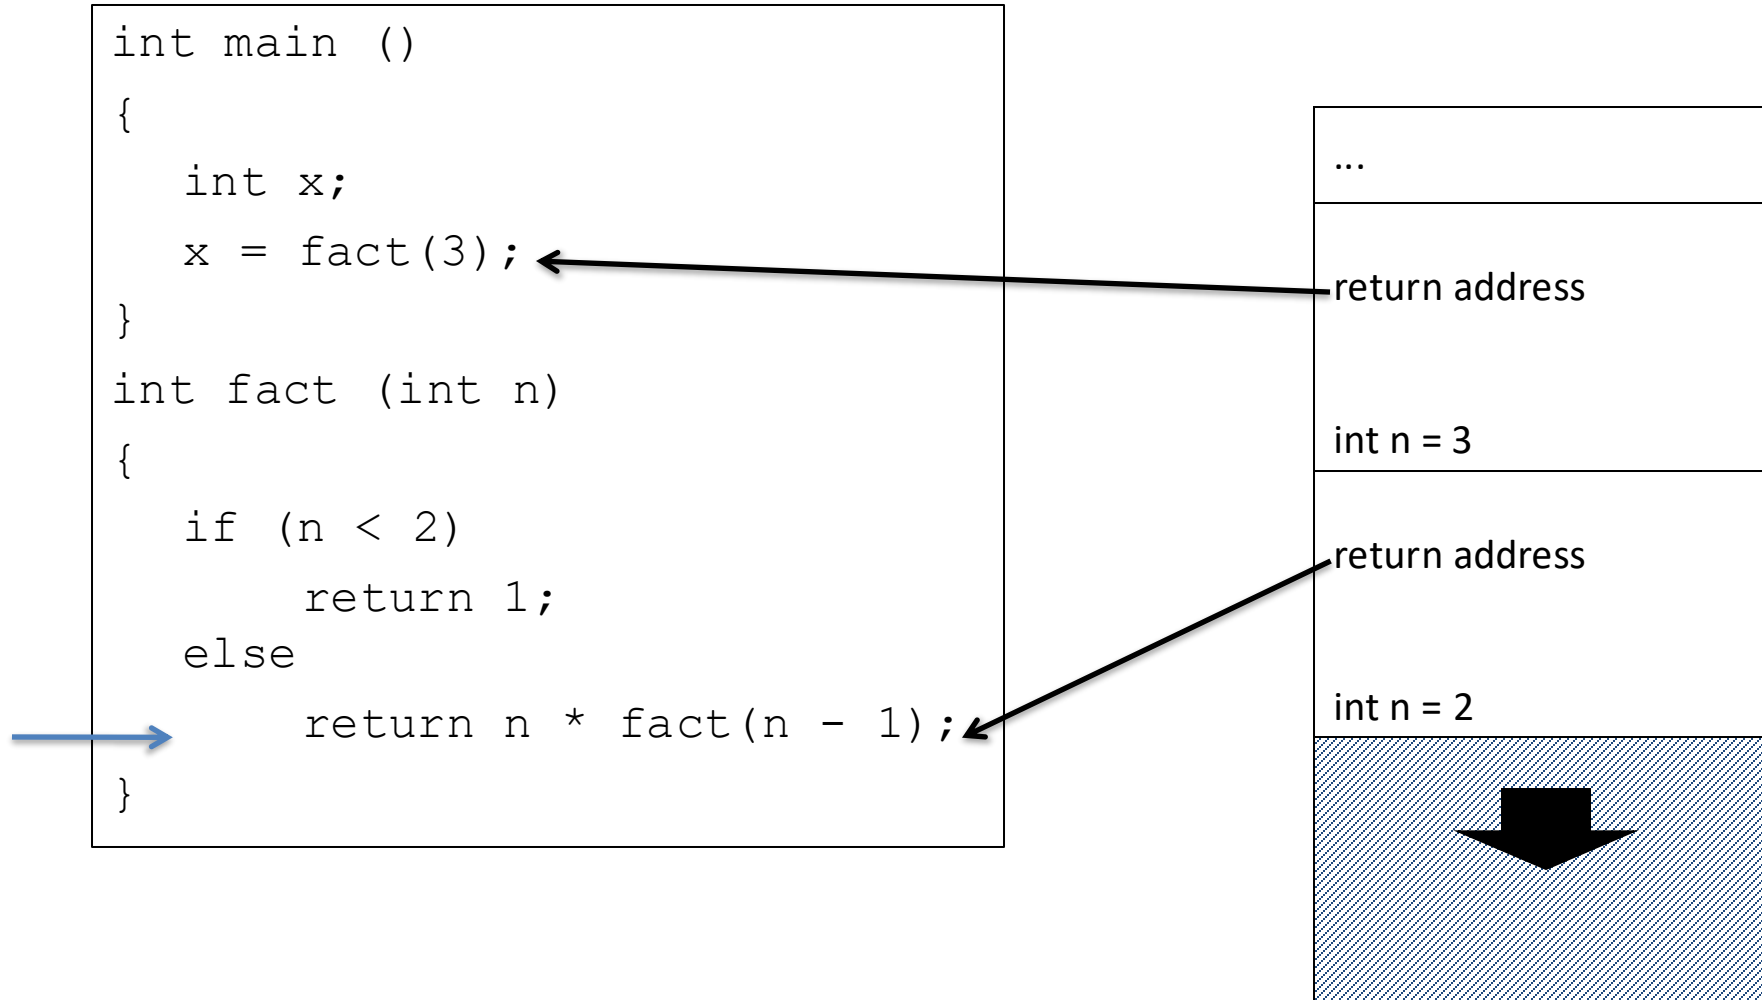 int main ()
{
int x;
x = fact(3);
}
int fact (int n)
{
if (n < 2)
return 1;
else
return n * fact(n - 1);
}
...
return address
int n = 3
return address
int n = 2